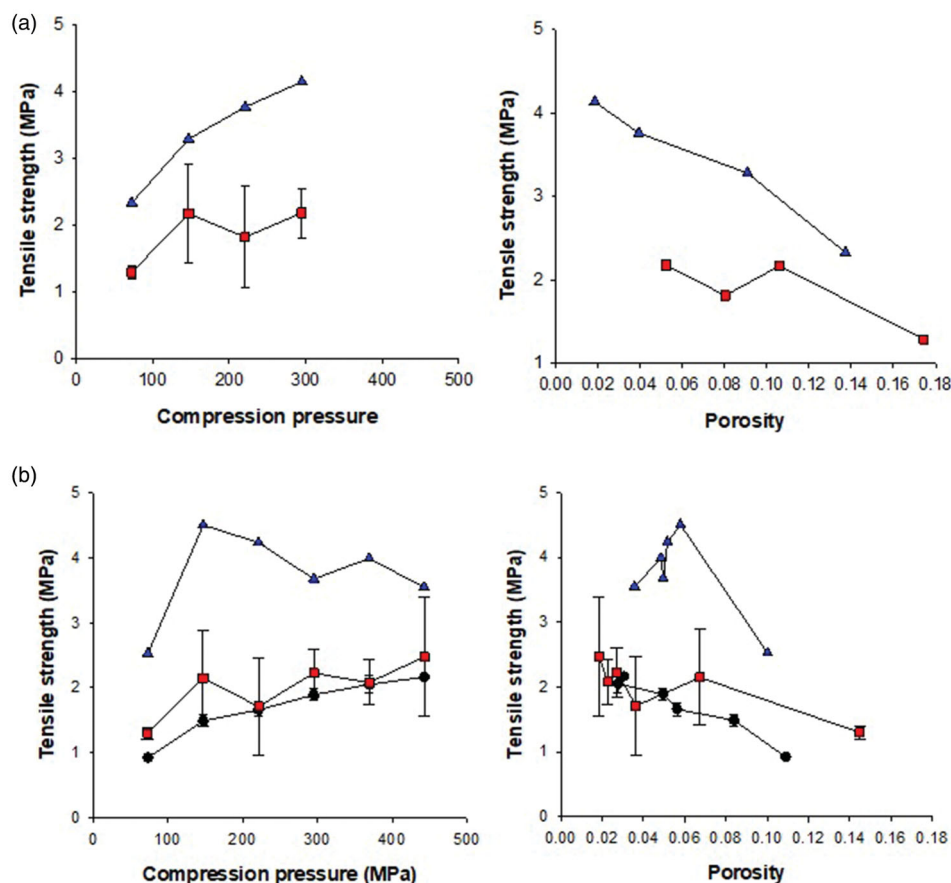 (a)
5
4
3
2
1
0
Tensile strength (MPa)
0 100 200 300 400 500
Compression pressure
5
4
3
2
1
Tensile strength (MPa)
0.00 0.02 0.04 0.06 0.08 0.10 0.12 0.14 0.16 0.18
Porosity
(b)
5
4
3
2
1
0
Tensile strength (MPa)
0 100 200 300 400 500
Compression pressure (MPa)
5
4
3
2
1
0
Tensile strength (MPa)
0.00 0.02 0.04 0.06 0.08 0.10 0.12 0.14 0.16 0.18
Porosity